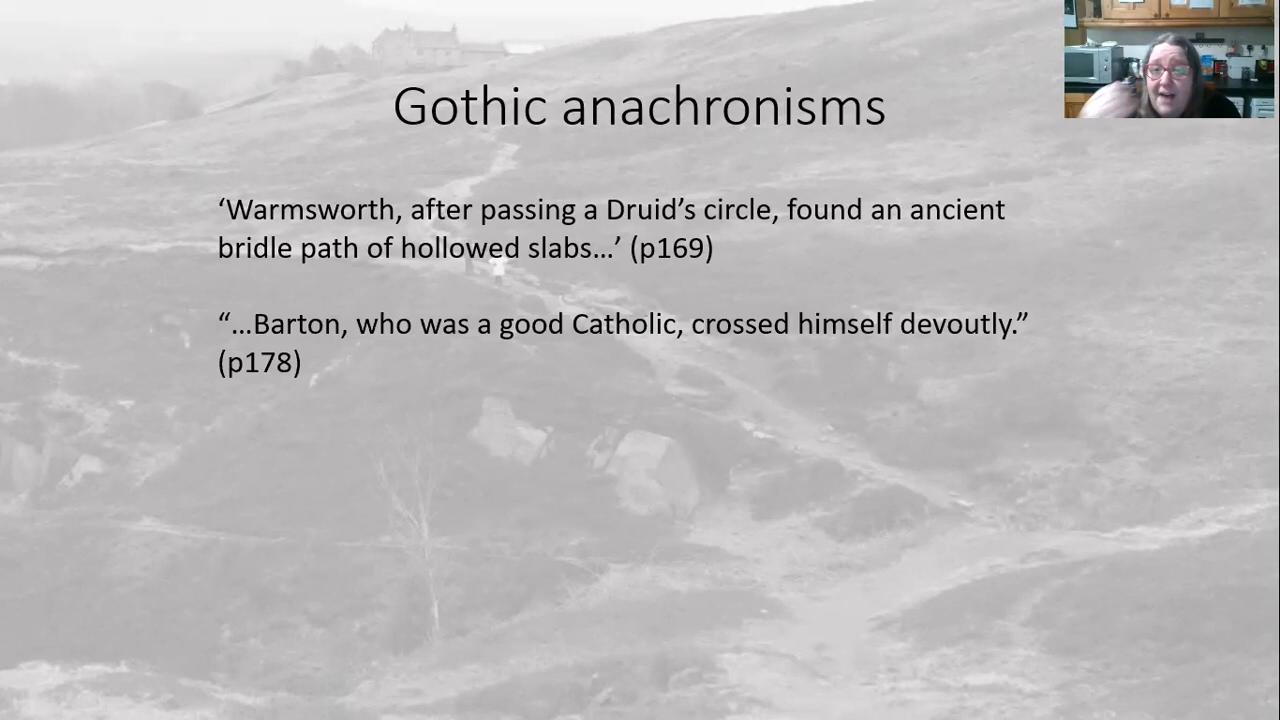 Gothic anachronisms
‘Warmsworth, after passing a Druid’s circle, found an ancient
bridle path of hollowed slabs…’ (p169)
“…Barton, who was a good Catholic, crossed himself devoutly.”
(p178)